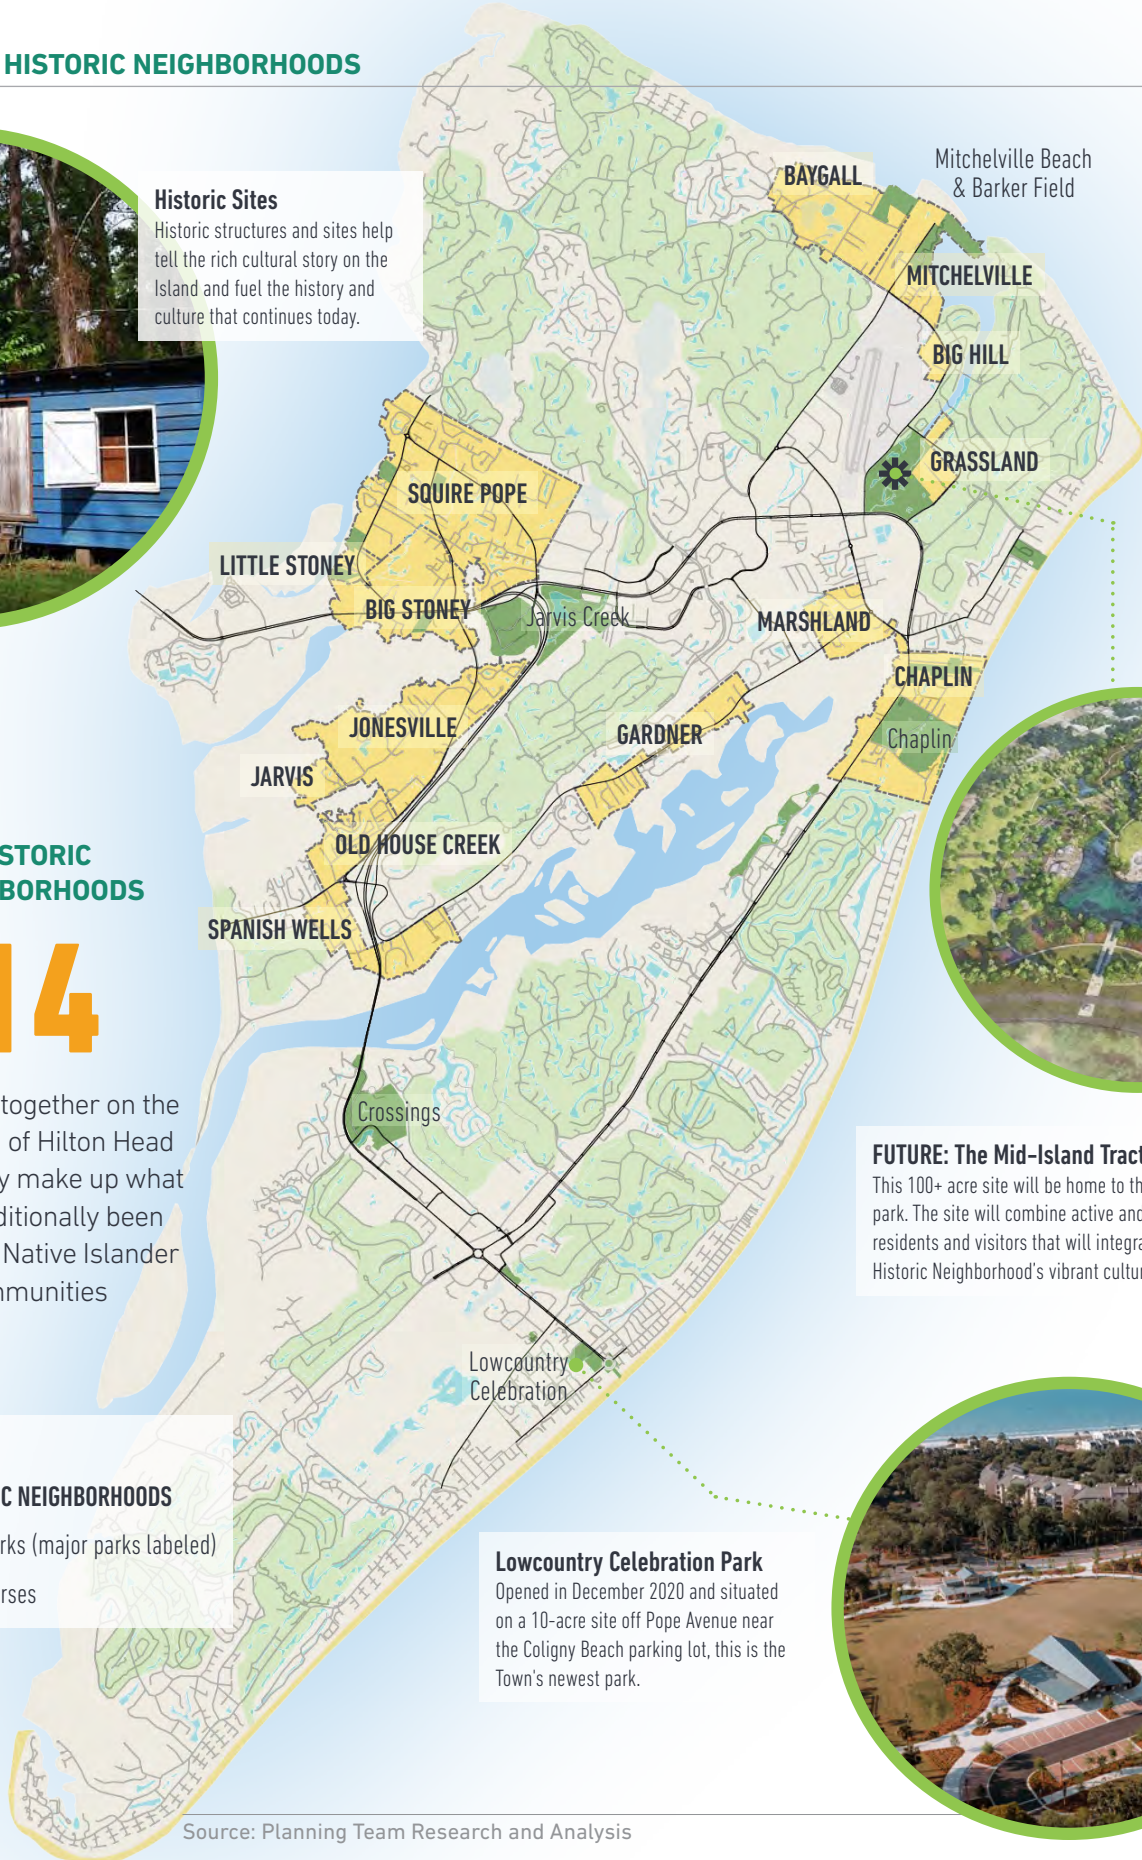 HISTORIC NEIGHBORHOODS
Historic Sites
Historic structures and sites help
tell the rich cultural story on the
Island and fuel the history and
culture that continues today.
BAYGALL
Mitchelville Beach
& Barker Field
MITCHELVILLE
BIG HILL
GRASSLAND
SQUIRE POPE
LITTLE STONEY
BIG STONEY
Jarvis Creek
MARSHLAND
CHAPLIN
Chaplin
JONESVILLE
GARDNER
JARVIS
OLD HOUSE CREEK
SPANISH WELLS
STORIC
BORHOODS
14
together on the
of Hilton Head
y make up what
ditionally been
Native Islander
mmunities
Crossings
FUTURE: The Mid-Island Tract
This 100+ acre site will be home to th
park. The site will combine active and
residents and visitors that will integra
Historic Neighborhood's vibrant cultur
Lowcountry
Celebration
C NEIGHBORHOODS
rks (major parks labeled)
rses
Lowcountry Celebration Park
Opened in December 2020 and situated
on a 10-acre site off Pope Avenue near
the Coligny Beach parking lot, this is the
Town's newest park.
Source: Planning Team Research and Analysis